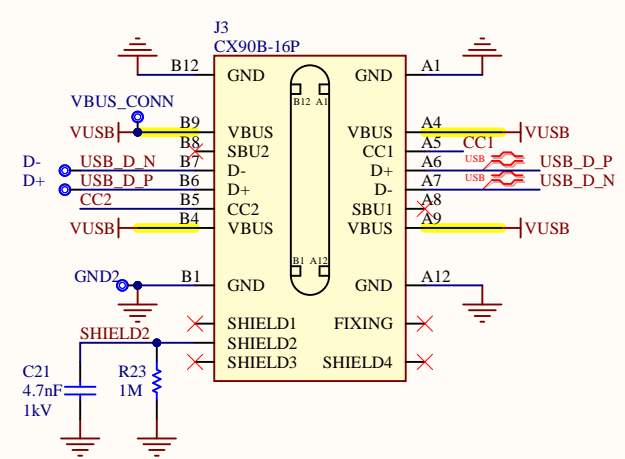 J3
CX90B-16P
B12 GND GND A1
VBUS_CONN
B12 A1
VUSB B9 VBUS VBUS A4 VUSB
B8 SBU2 CC1 A5 CC1
D- USB_D_N B7 D- D+ A6 USB USB_D_P
D+ USB_D_P B6 D+ D- A7 USB USB_D_N
CC2 B5 CC2 SBU1 A8
VUSB B4 VBUS VBUS A9 VUSB
B1 A12
GND2 B1 GND GND A12
SHIELD1 FIXING
SHIELD2 SHIELD2
SHIELD3 SHIELD4
C21 R23
4.7nF 1M
1kV